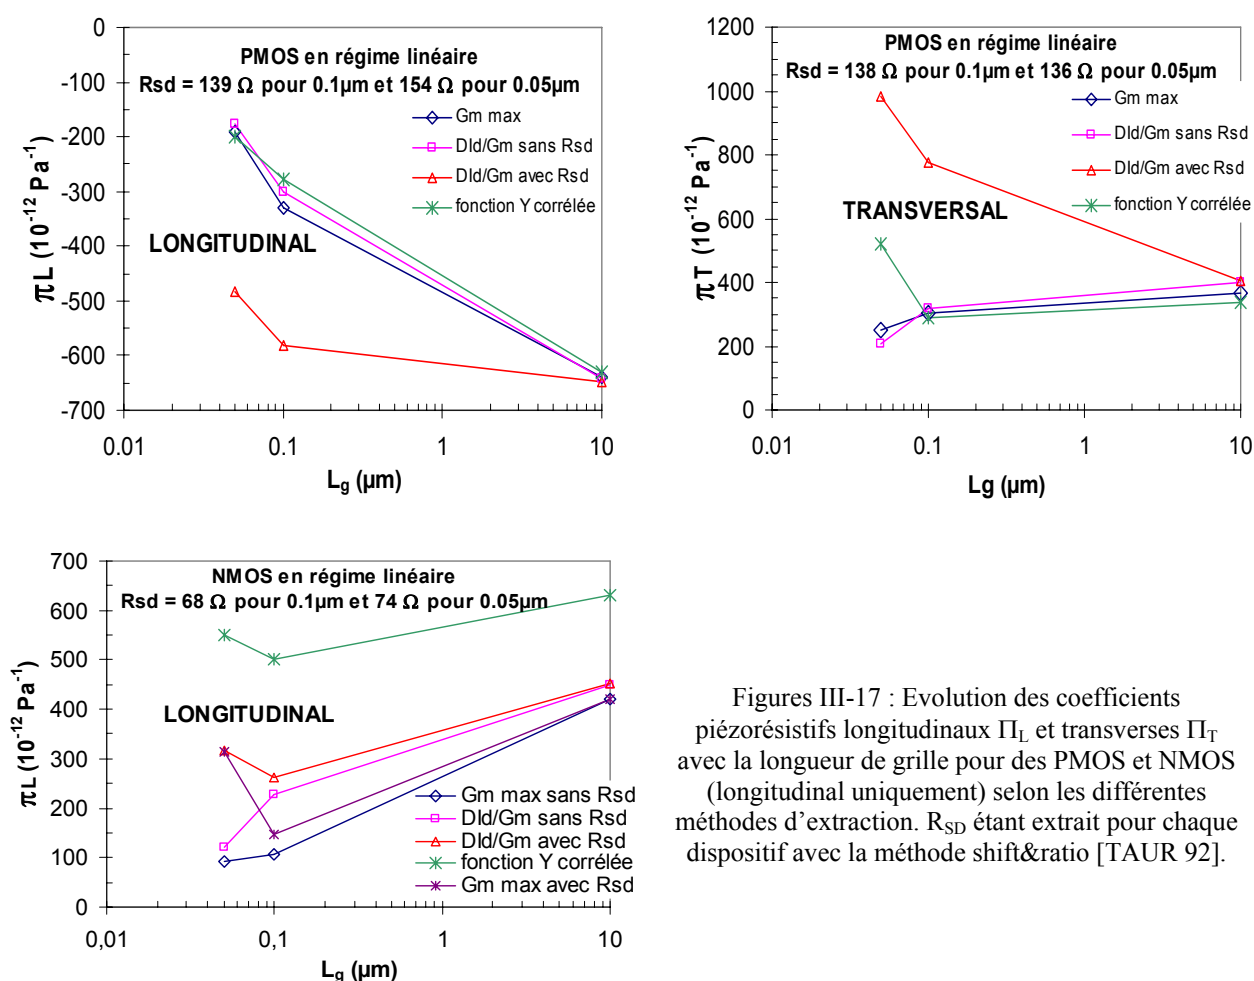 0
-100
-200
-300
-400
-500
-600
-700
0.01
0.1
1
10
πL (10⁻¹² Pa⁻¹)
Lg (µm)
PMOS en régime linéaire
Rsd = 139 Ω pour 0.1µm et 154 Ω pour 0.05µm
Gm max
DId/Gm sans Rsd
DId/Gm avec Rsd
fonction Y corrélée
LONGITUDINAL
1200
1000
800
600
400
200
0
0.01
0.1
1
10
πT (10⁻¹² Pa⁻¹)
Lg (µm)
PMOS en régime linéaire
Rsd = 138 Ω pour 0.1µm et 136 Ω pour 0.05µm
Gm max
DId/Gm sans Rsd
DId/Gm avec Rsd
fonction Y corrélée
TRANSVERSAL
700
600
500
400
300
200
100
0
0,01
0,1
1
10
πL (10⁻¹² Pa⁻¹)
Lg (µm)
NMOS en régime linéaire
Rsd = 68 Ω pour 0.1µm et 74 Ω pour 0.05µm
LONGITUDINAL
Gm max sans Rsd
DId/Gm sans Rsd
DId/Gm avec Rsd
fonction Y corrélée
Gm max avec Rsd
Figures III-17 : Evolution des coefficients
piézorésistifs longitudinaux ΠL et transverses ΠT
avec la longueur de grille pour des PMOS et NMOS
(longitudinal uniquement) selon les différentes
méthodes d’extraction. RSD étant extrait pour chaque
dispositif avec la méthode shift&ratio [TAUR 92].